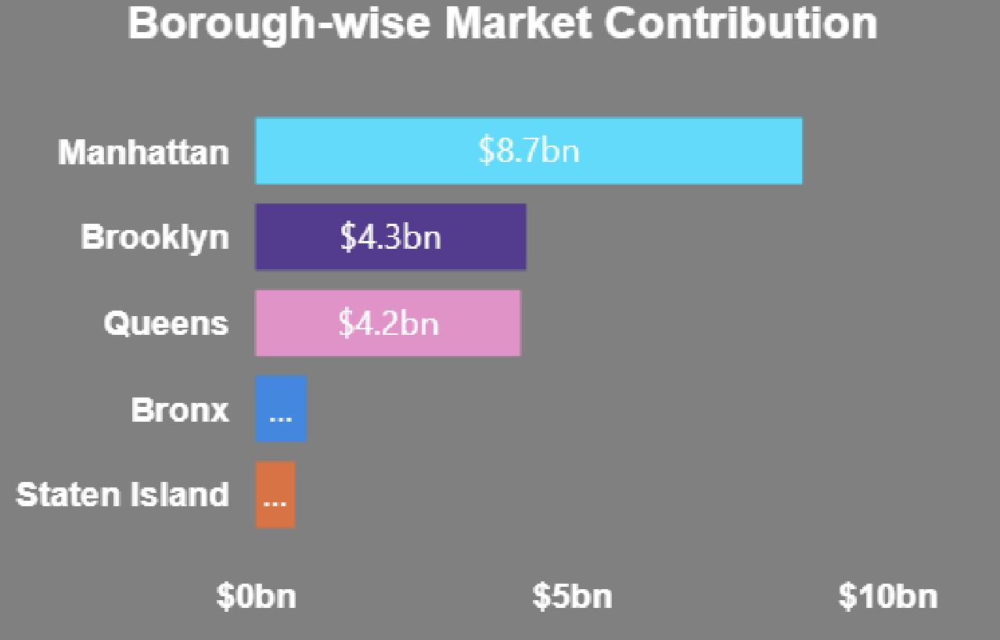 Borough-wise Market Contribution
Manhattan $8.7bn
Brooklyn $4.3bn
Queens $4.2bn
Bronx ...
Staten Island ...
$0bn $5bn $10bn